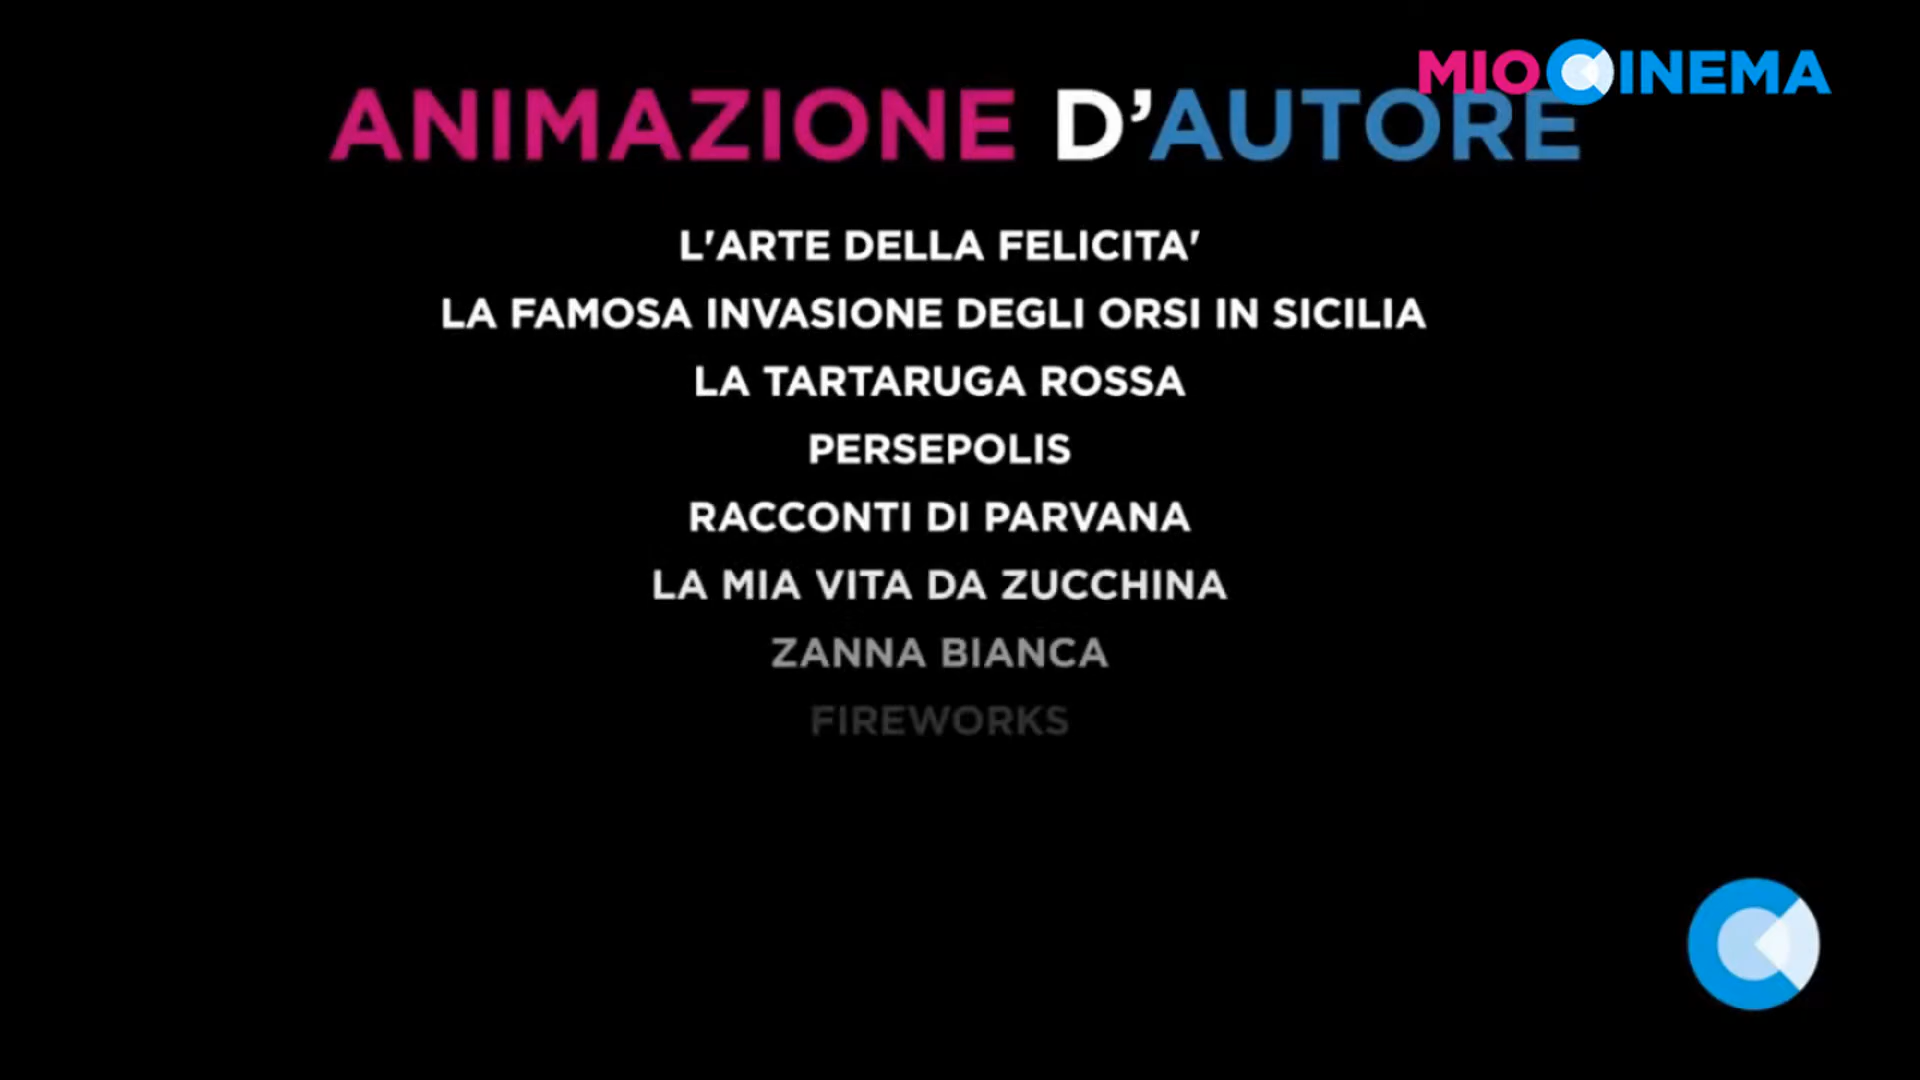 MIOCINEMA
ANIMAZIONE D’AUTORE
L'ARTE DELLA FELICITA'
LA FAMOSA INVASIONE DEGLI ORSI IN SICILIA
LA TARTARUGA ROSSA
PERSEPOLIS
RACCONTI DI PARVANA
LA MIA VITA DA ZUCCHINA
ZANNA BIANCA
FIREWORKS